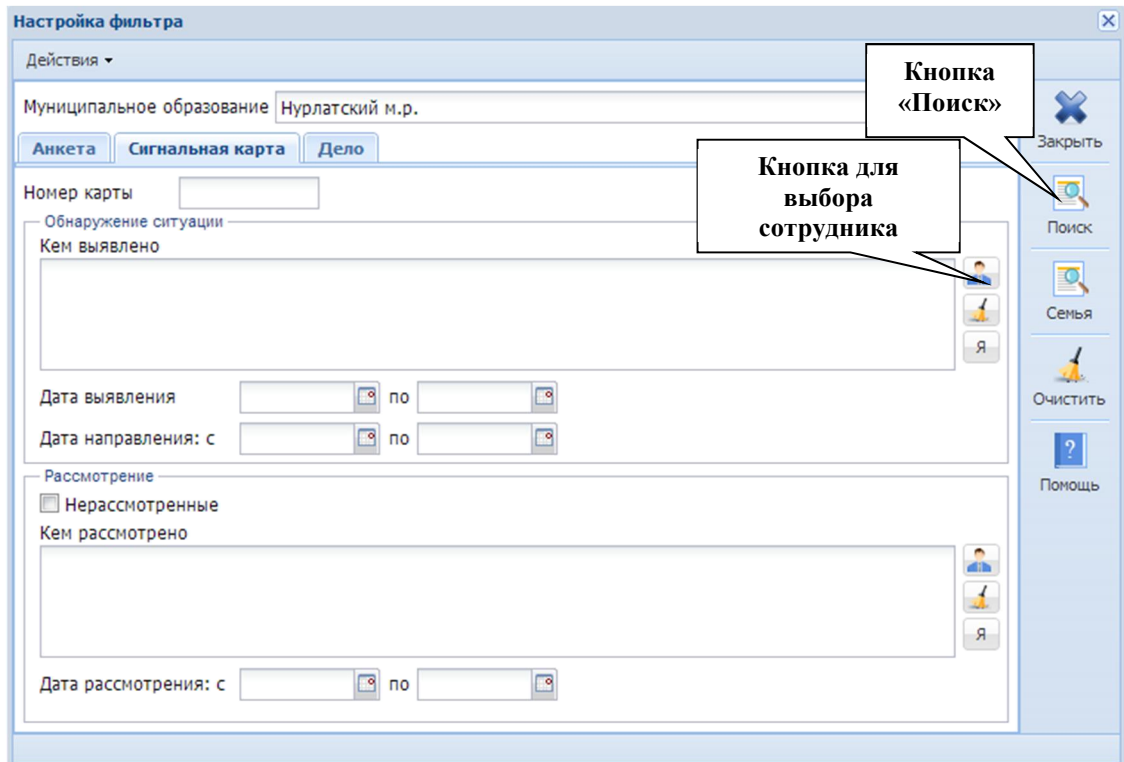 Настройка фильтра
Действия
Кнопка
«Поиск»
Муниципальное образование Нурлатский м.р.
Закрыть
Анкета Сигнальная карта Дело
Кнопка для
выбора
сотрудника
Номер карты
Поиск
Обнаружение ситуации
Кем выявлено
Семья
Я
Дата выявления по
Очистить
Дата направления: с по
Рассмотрение
?
Помощь
Нерассмотренные
Кем рассмотрено
Я
Дата рассмотрения: с по